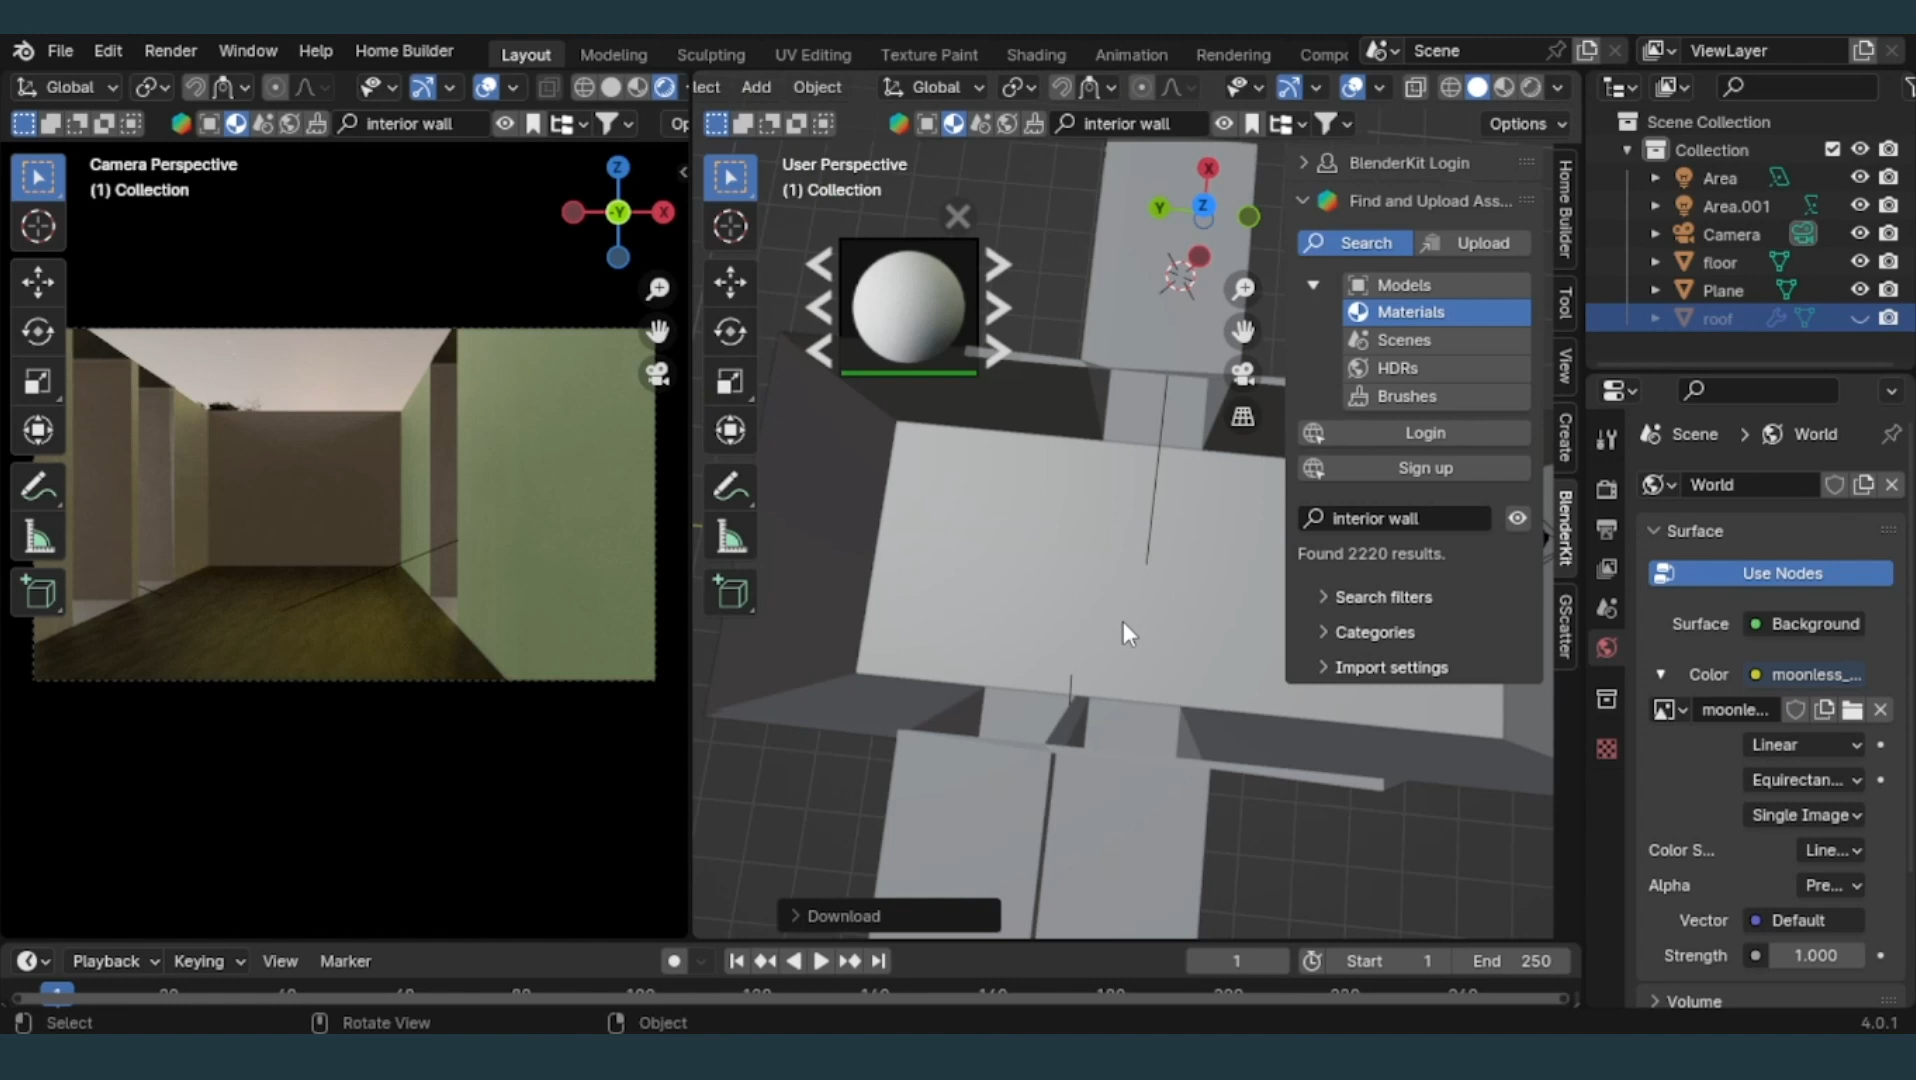 File Edit Render Window Help Home Builder Layout Modeling Sculpting UV Editing Texture Paint Shading Animation Rendering Scene ViewLayer
Global lect Add Object Global
interior wall interior wall Options
Camera Perspective
(1) Collection
Z
-Y
X
User Perspective
(1) Collection
X
Y
Z
BlenderKit Login
Find and Upload Ass...
Search Upload
Models
Materials
Scenes
HDRs
Brushes
Login
Sign up
interior wall
Found 2220 results.
Search filters
Categories
Import settings
Home Builder
Tool
View
Create
BlenderKit
GScatter
Download
Scene Collection
Collection
Area
Area.001
Camera
floor
Plane
roof
Scene > World
World
Surface
Use Nodes
Surface Background
Color moonless_...
moonle...
Linear
Equirectan...
Single Image
Color S... Line...
Alpha Pre...
Vector Default
Strength 1.000
Volume
Playback Keying View Marker 1 Start 1 End 250
1
Select Rotate View Object 4.0.1